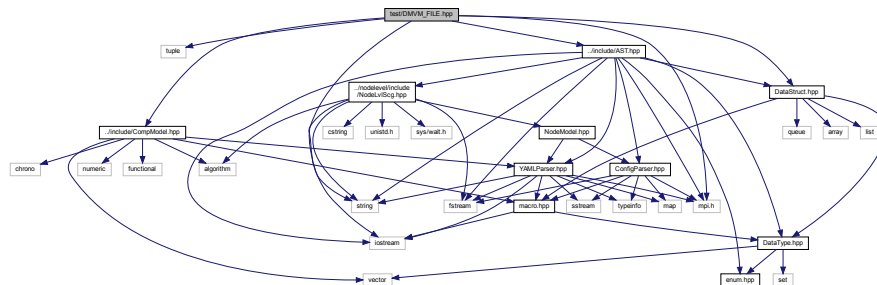 test/DMVM_FILE.hpp
tuple
../include/AST.hpp
../nodelevel/include
/NodeLvlScg.hpp
DataStruct.hpp
../include/CompModel.hpp
cstring
unistd.h
sys/wait.h
NodeModel.hpp
queue
array
list
chrono
numeric
functional
algorithm
YAMLParser.hpp
ConfigParser.hpp
string
fstream
macro.hpp
sstream
typeinfo
map
mpi.h
iostream
DataType.hpp
vector
enum.hpp
set